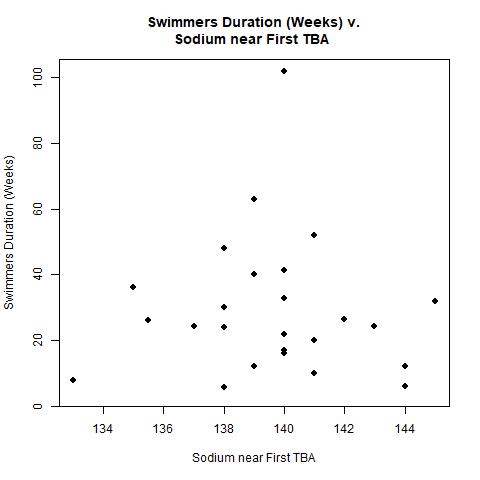 Swimmers Duration (Weeks) v.
Sodium near First TBA
Swimmers Duration (Weeks)
100
80
60
40
20
0
134 136 138 140 142 144
Sodium near First TBA